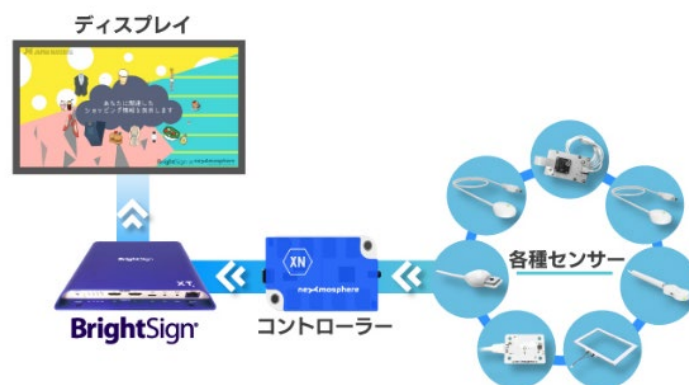 ディスプレイ
あなたに関連した
ショッピング情報を表示します
BrightSign
nexmosphere
BrightSign
XT
BrightSign
XN
nexmosphere
コントローラー
各種センサー